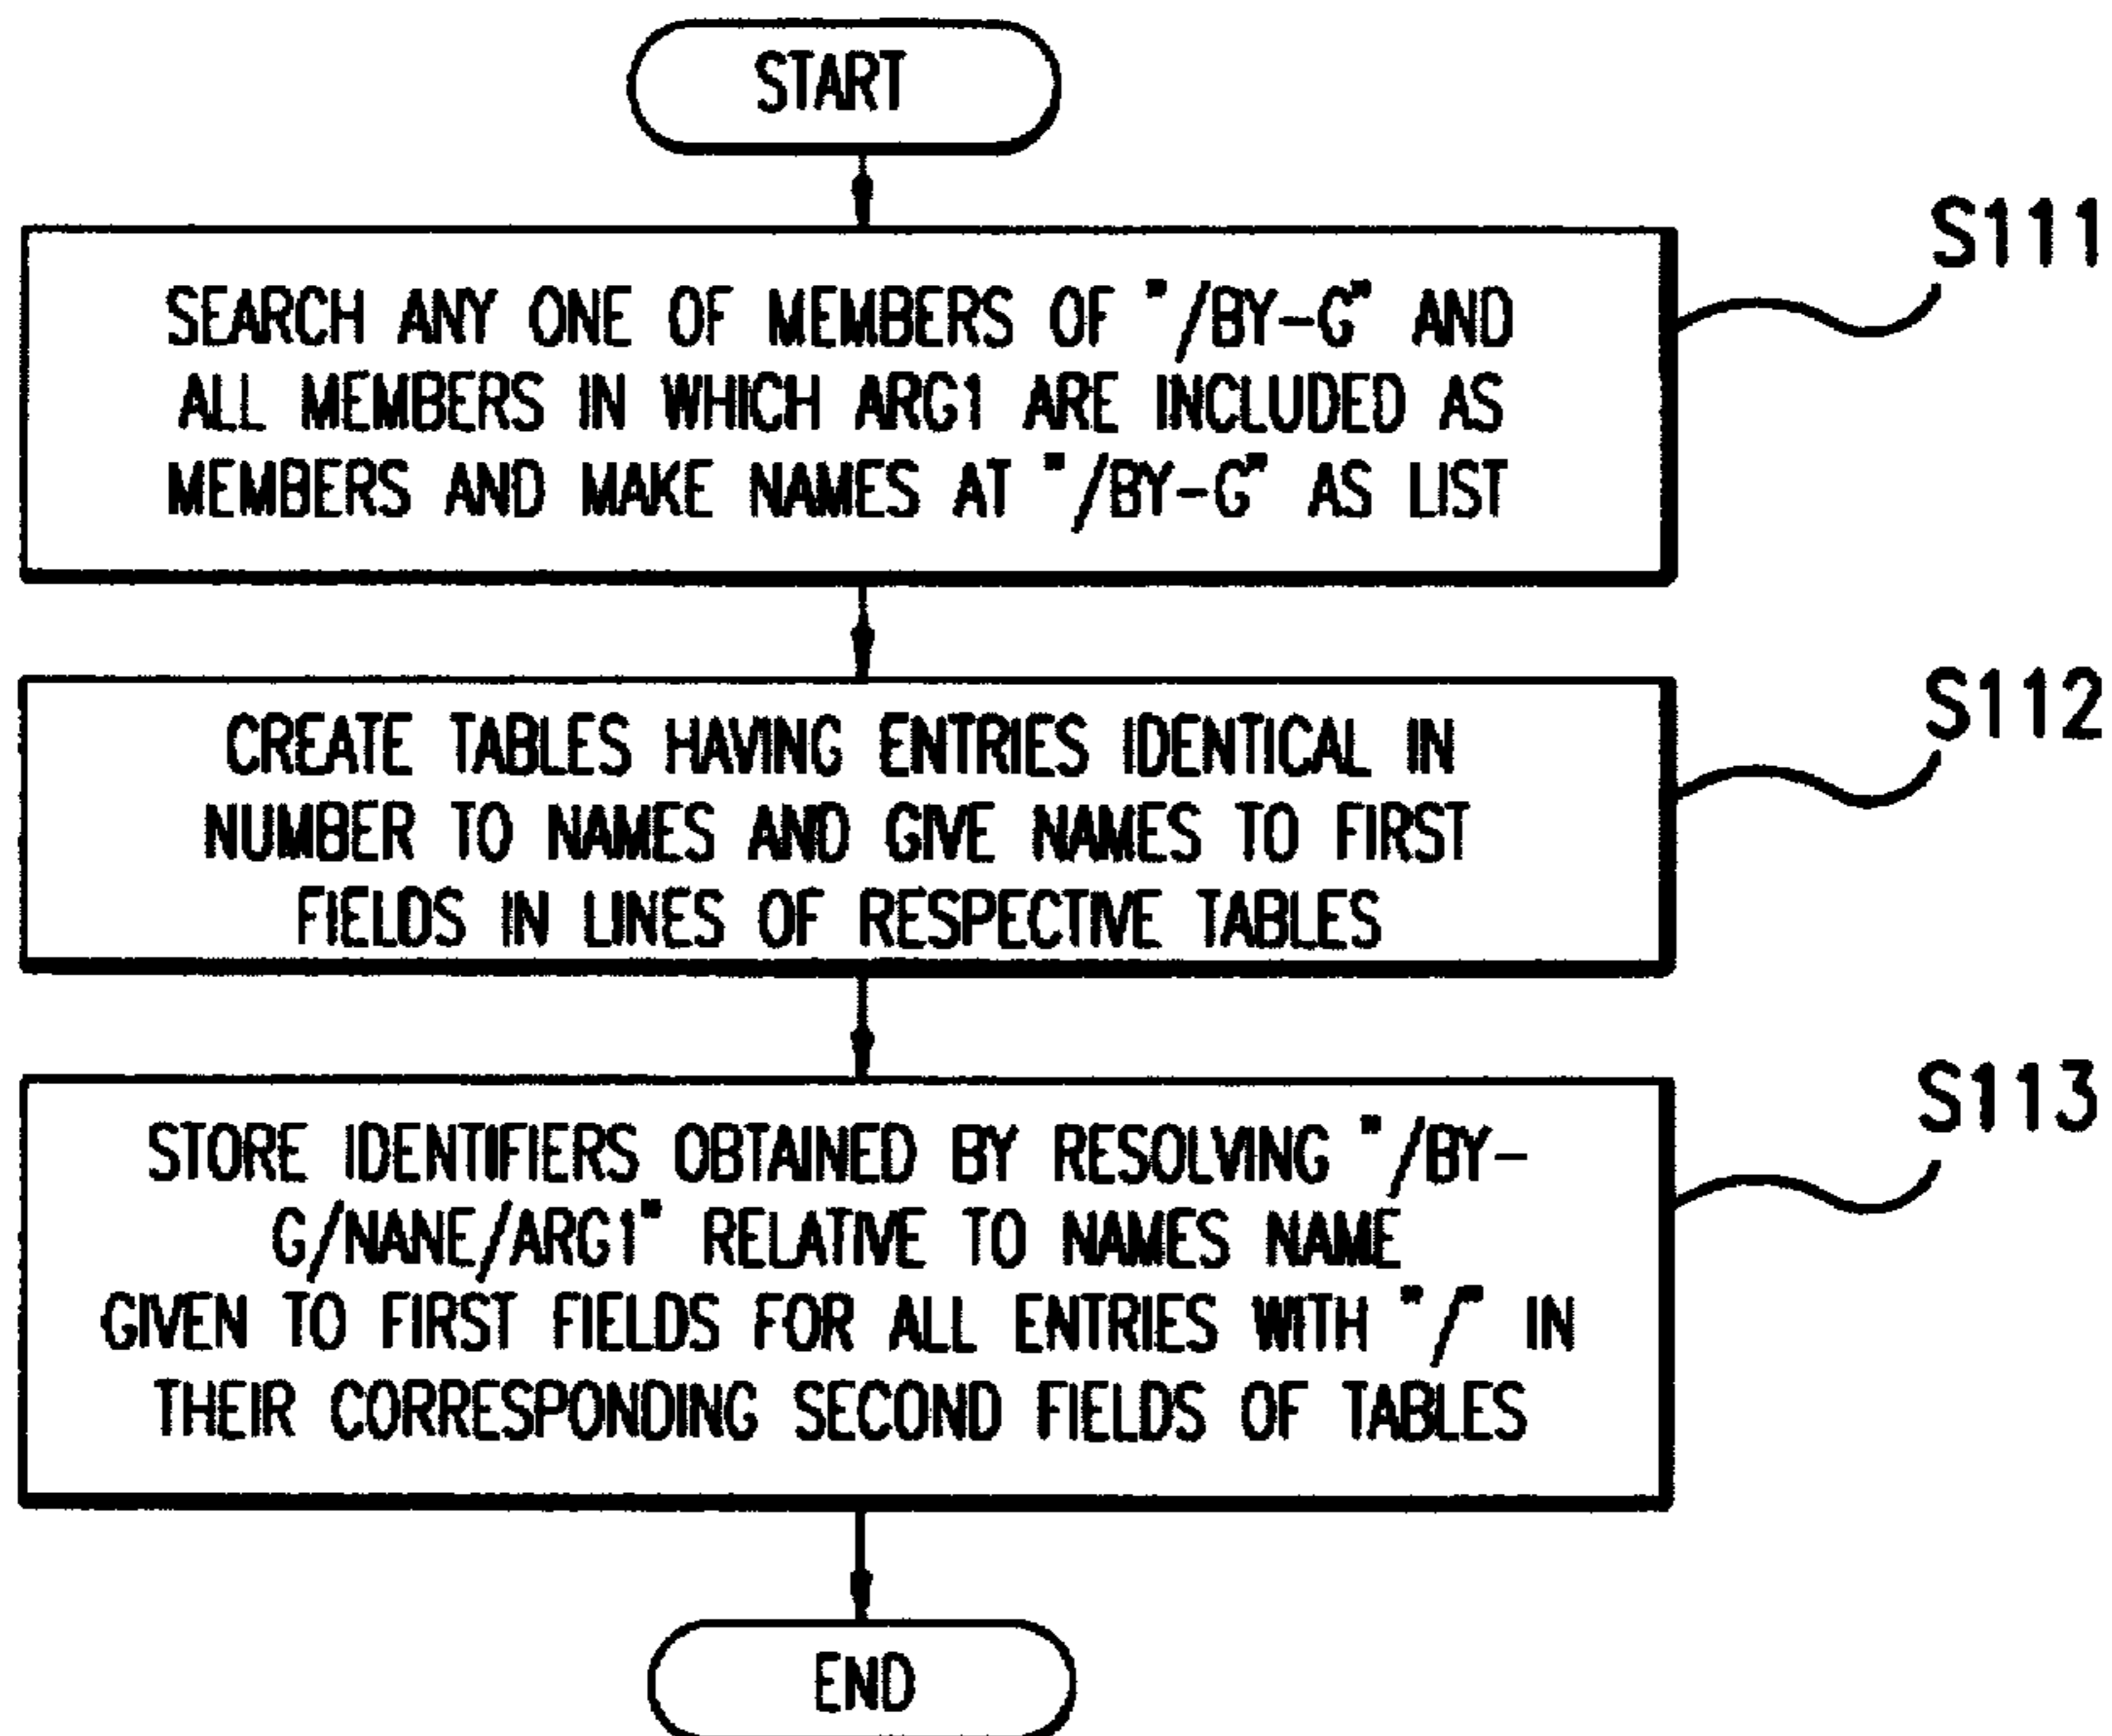 START
S111
SEARCH ANY ONE OF MEMBERS OF "/BY-G" AND
ALL MEMBERS IN WHICH ARG1 ARE INCLUDED AS
MEMBERS AND MAKE NAMES AT "/BY-G" AS LIST
S112
CREATE TABLES HAVING ENTRIES IDENTICAL IN
NUMBER TO NAMES AND GIVE NAMES TO FIRST
FIELDS IN LINES OF RESPECTIVE TABLES
S113
STORE IDENTIFIERS OBTAINED BY RESOLVING "/BY-
G/NANE/ARG1" RELATIVE TO NAMES NAME
GIVEN TO FIRST FIELDS FOR ALL ENTRIES WITH "/" IN
THEIR CORRESPONDING SECOND FIELDS OF TABLES
END